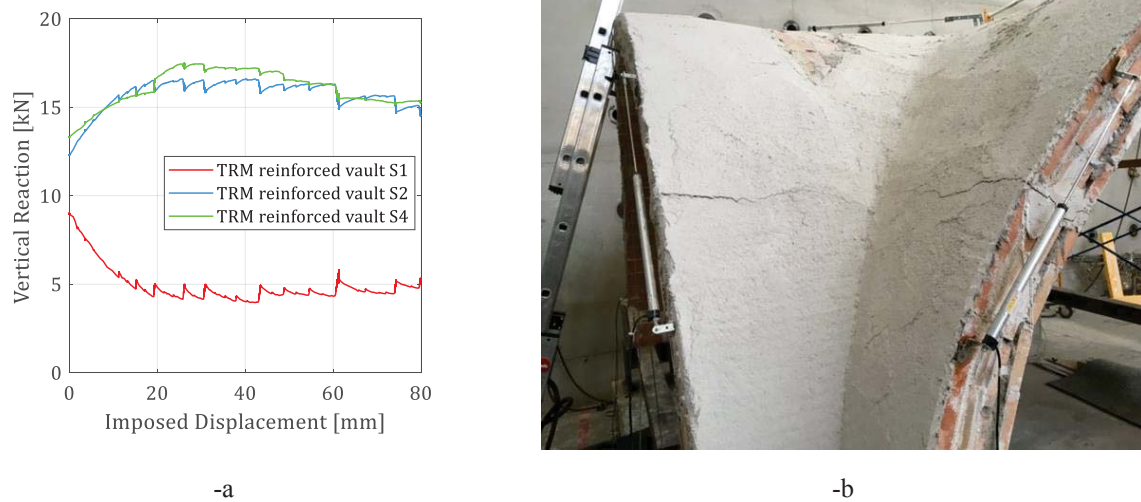 20
15
10
5
0
Vertical Reaction [kN]
TRM reinforced vault S1
TRM reinforced vault S2
TRM reinforced vault S4
0 20 40 60 80
Imposed Displacement [mm]
-a
-b